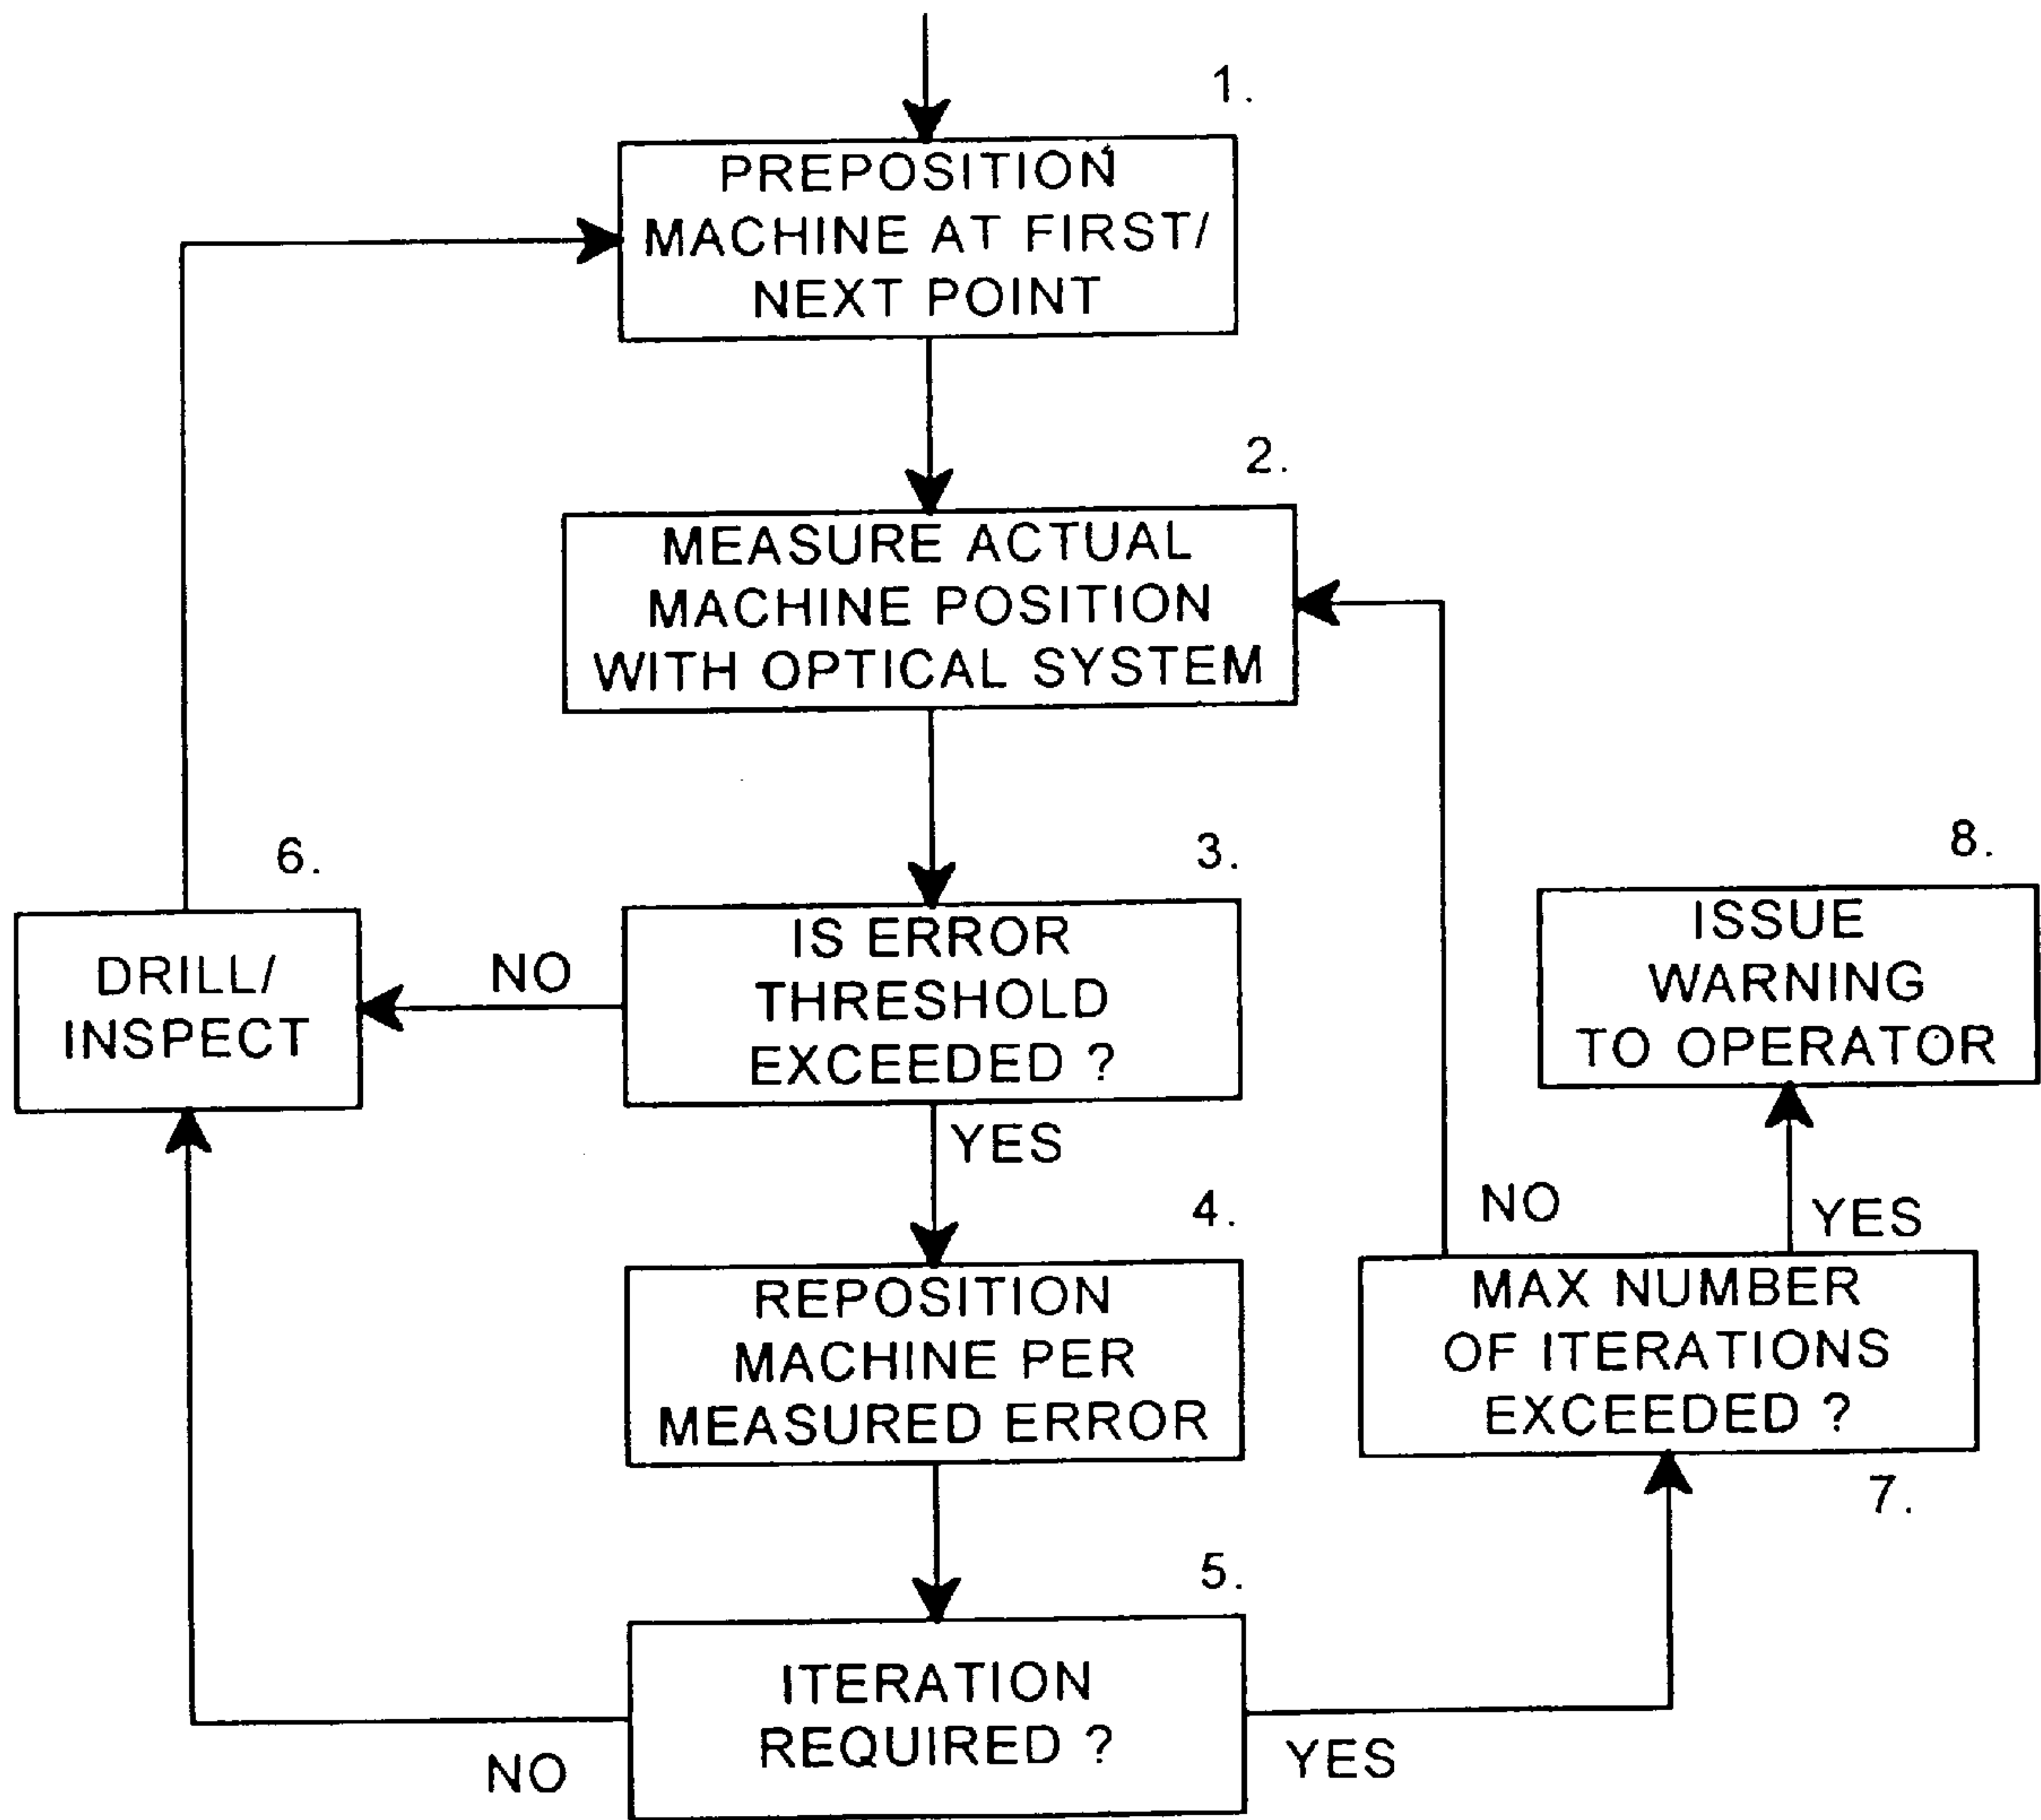 1.
PREPOSITION
MACHINE AT FIRST/
NEXT POINT
2.
MEASURE ACTUAL
MACHINE POSITION
WITH OPTICAL SYSTEM
3.
IS ERROR
THRESHOLD
EXCEEDED ?
NO
YES
6.
DRILL/
INSPECT
4.
REPOSITION
MACHINE PER
MEASURED ERROR
5.
ITERATION
REQUIRED ?
NO
YES
7.
MAX NUMBER
OF ITERATIONS
EXCEEDED ?
NO
YES
8.
ISSUE
WARNING
TO OPERATOR